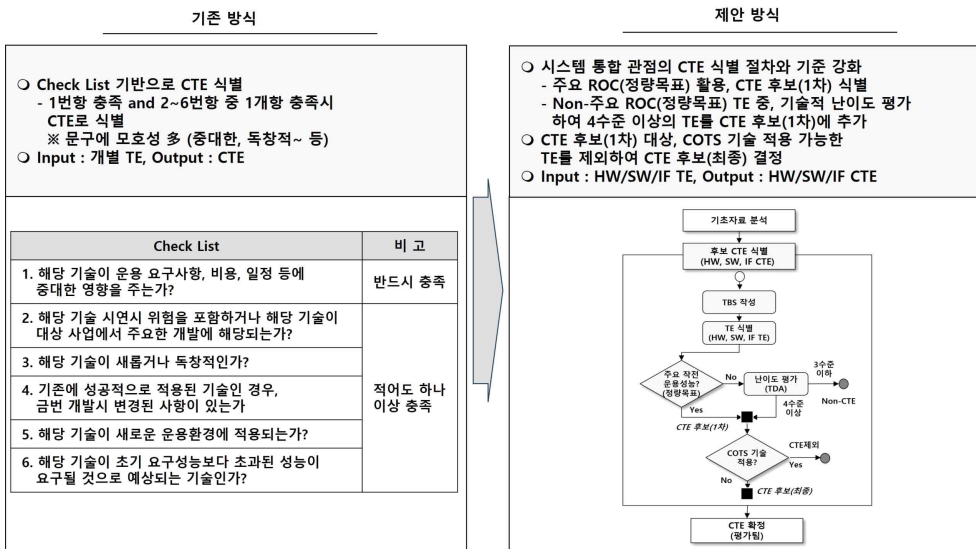 기존 방식
제안 방식
❍ Check List 기반으로 CTE 식별
- 1번항 충족 and 2~6번항 중 1개항 충족시
CTE로 식별
※ 문구에 모호성 多 (중대한, 독창적~ 등)
❍ Input : 개별 TE, Output : CTE
❍ 시스템 통합 관점의 CTE 식별 절차와 기준 강화
- 주요 ROC(정량목표) 활용, CTE 후보(1차) 식별
- Non-주요 ROC(정량목표) TE 중, 기술적 난이도 평가
하여 4수준 이상의 TE를 CTE 후보(1차)에 추가
❍ CTE 후보(1차) 대상, COTS 기술 적용 가능한
TE를 제외하여 CTE 후보(최종) 결정
❍ Input : HW/SW/IF TE, Output : HW/SW/IF CTE
Check List
비 고
1. 해당 기술이 운용 요구사항, 비용, 일정 등에
중대한 영향을 주는가?
반드시 충족
2. 해당 기술 시연시 위험을 포함하거나 해당 기술이
대상 사업에서 주요한 개발에 해당되는가?
3. 해당 기술이 새롭거나 독창적인가?
4. 기존에 성공적으로 적용된 기술인 경우,
금번 개발시 변경된 사항이 있는가
5. 해당 기술이 새로운 운용환경에 적용되는가?
6. 해당 기술이 초기 요구성능보다 초과된 성능이
요구될 것으로 예상되는 기술인가?
적어도 하나
이상 충족
기초자료 분석
후보 CTE 식별
(HW, SW, IF CTE)
TBS 작성
TE 식별
(HW, SW, IF TE)
주요 작전
운용성능?
(정량목표)
No
난이도 평가
(TDA)
3수준
이하
Non-CTE
Yes
4수준
이상
CTE 후보(1차)
COTS 기술
적용?
CTE제외
Yes
No
CTE 후보(최종)
CTE 확정
(평가팀)